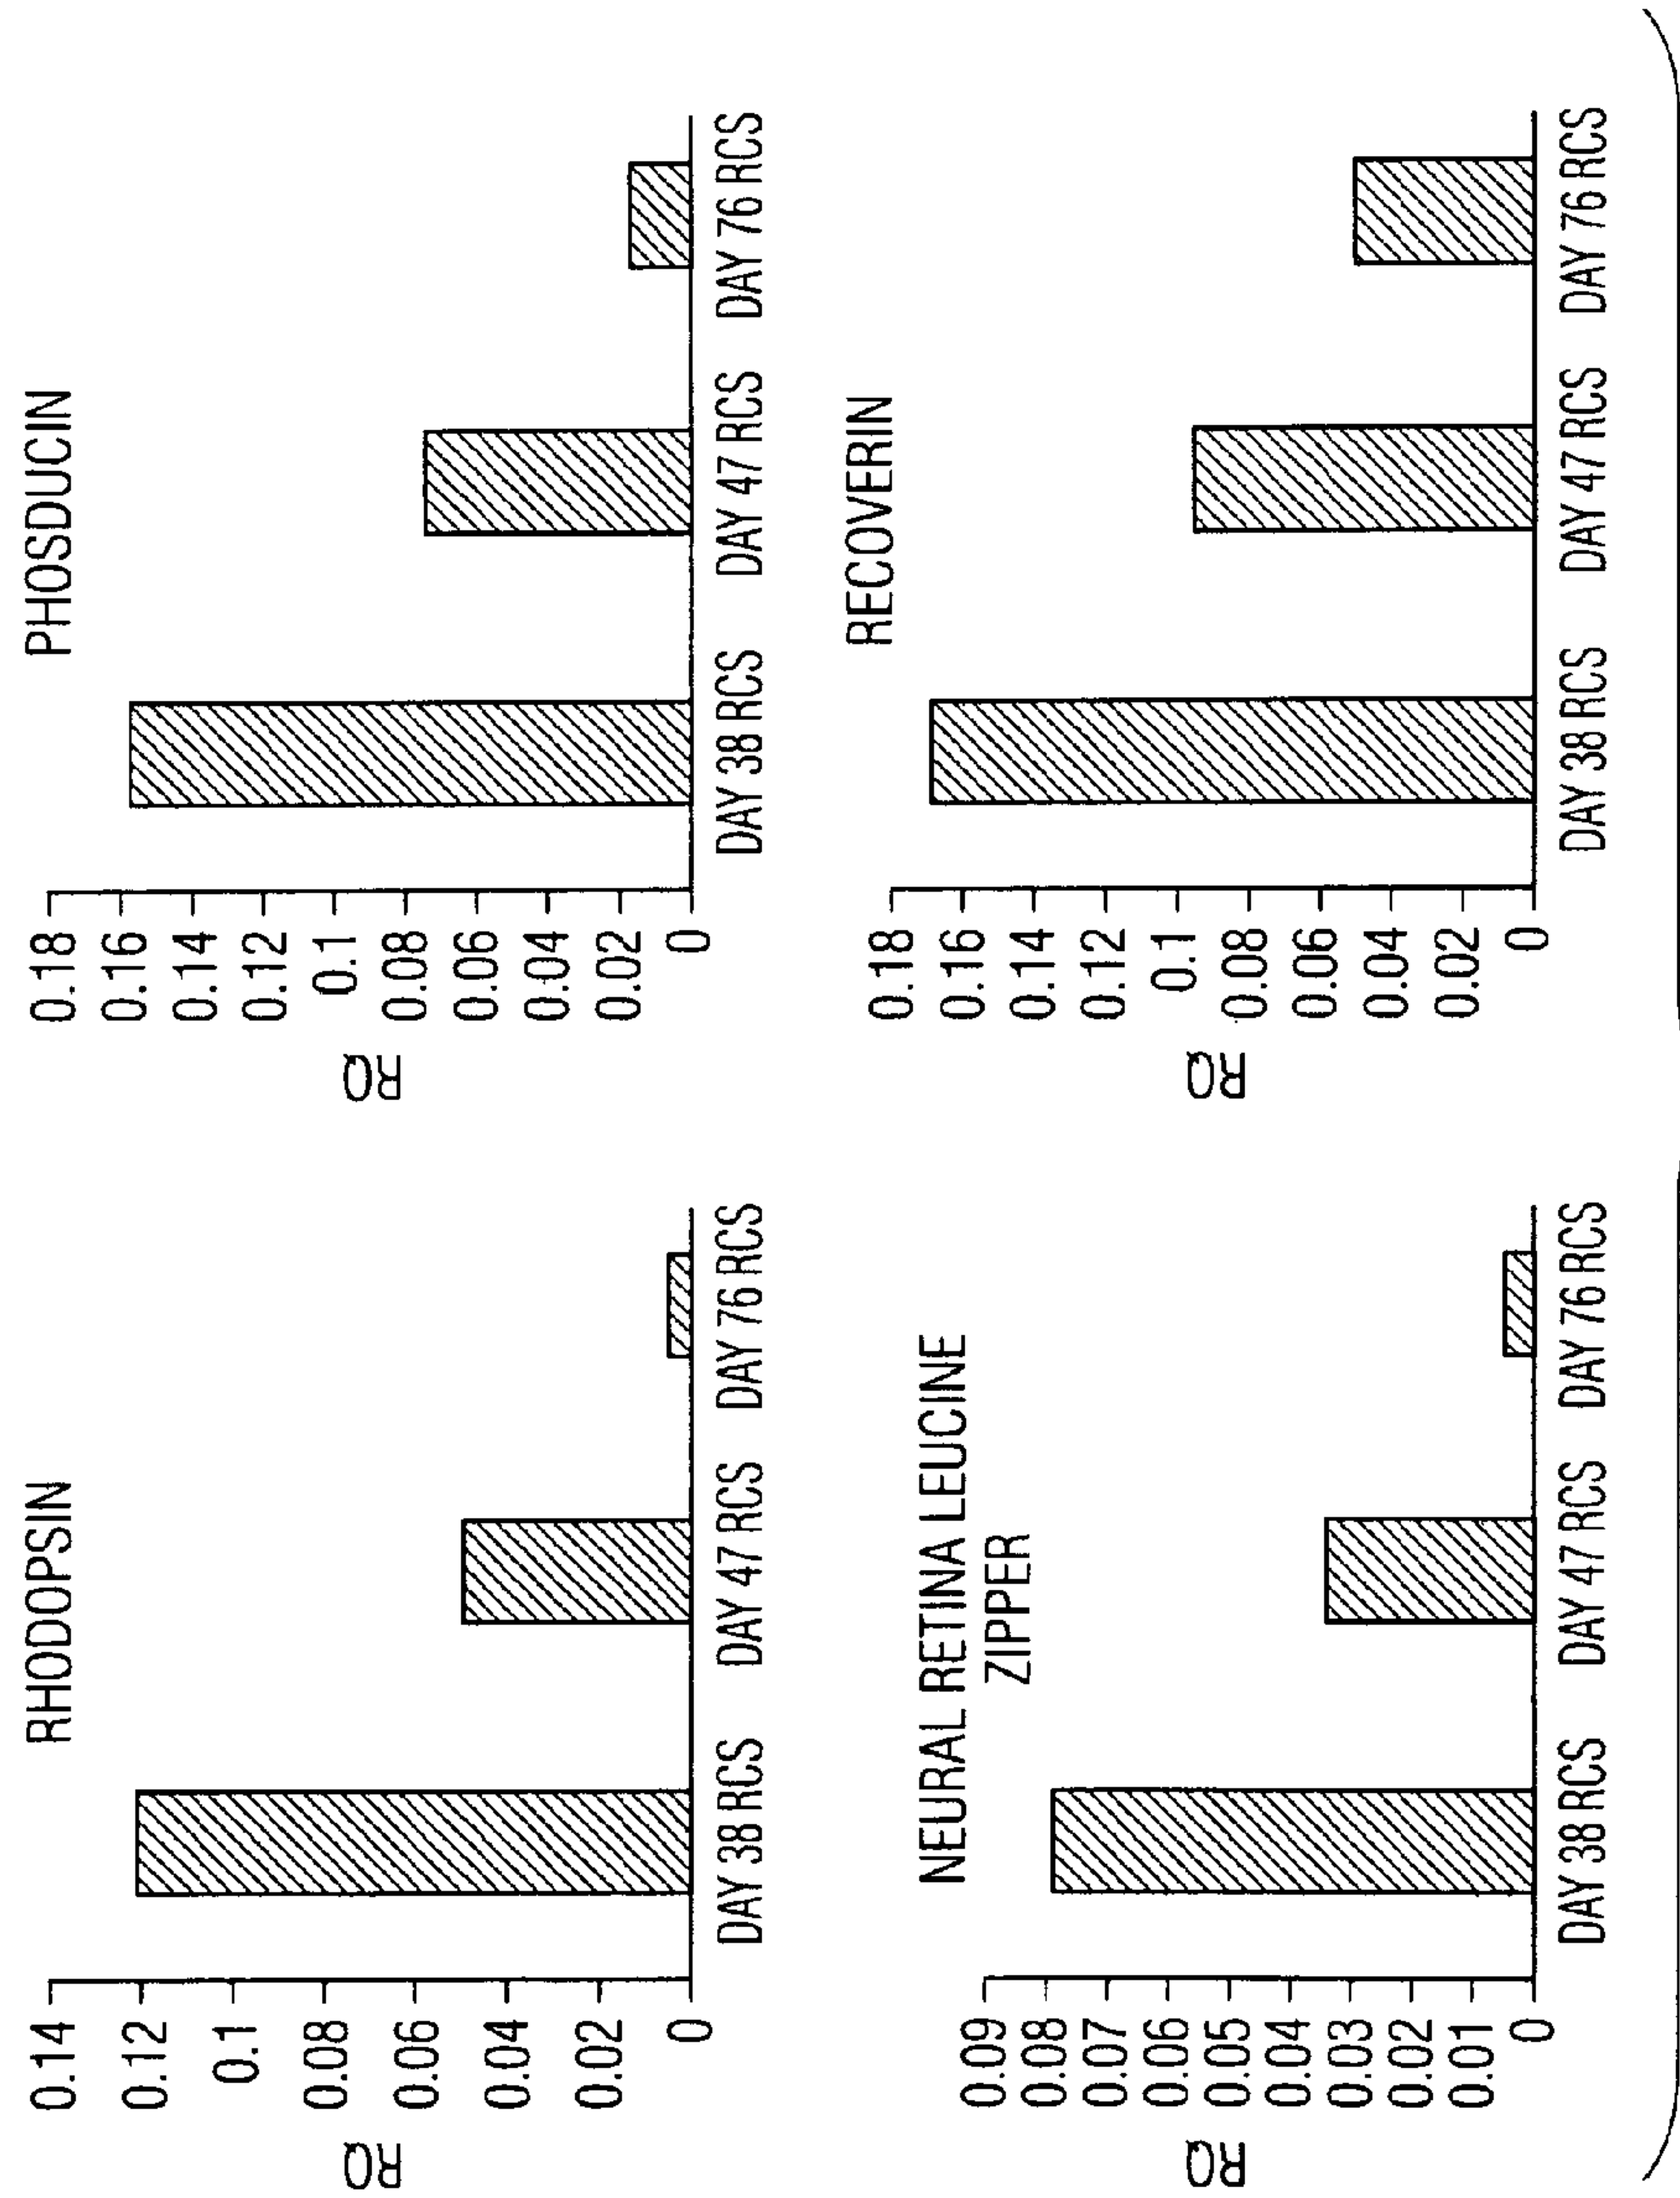 RHODOPSIN
RQ
0.14
0.12
0.1
0.08
0.06
0.04
0.02
0
DAY 38 RCS DAY 47 RCS DAY 76 RCS
PHOSDUCIN
RQ
0.18
0.16
0.14
0.12
0.1
0.08
0.06
0.04
0.02
0
DAY 38 RCS DAY 47 RCS DAY 76 RCS
NEURAL RETINA LEUCINE
ZIPPER
RQ
0.09
0.08
0.07
0.06
0.05
0.04
0.03
0.02
0.01
0
DAY 38 RCS DAY 47 RCS DAY 76 RCS
RECOVERIN
RQ
0.18
0.16
0.14
0.12
0.1
0.08
0.06
0.04
0.02
0
DAY 38 RCS DAY 47 RCS DAY 76 RCS